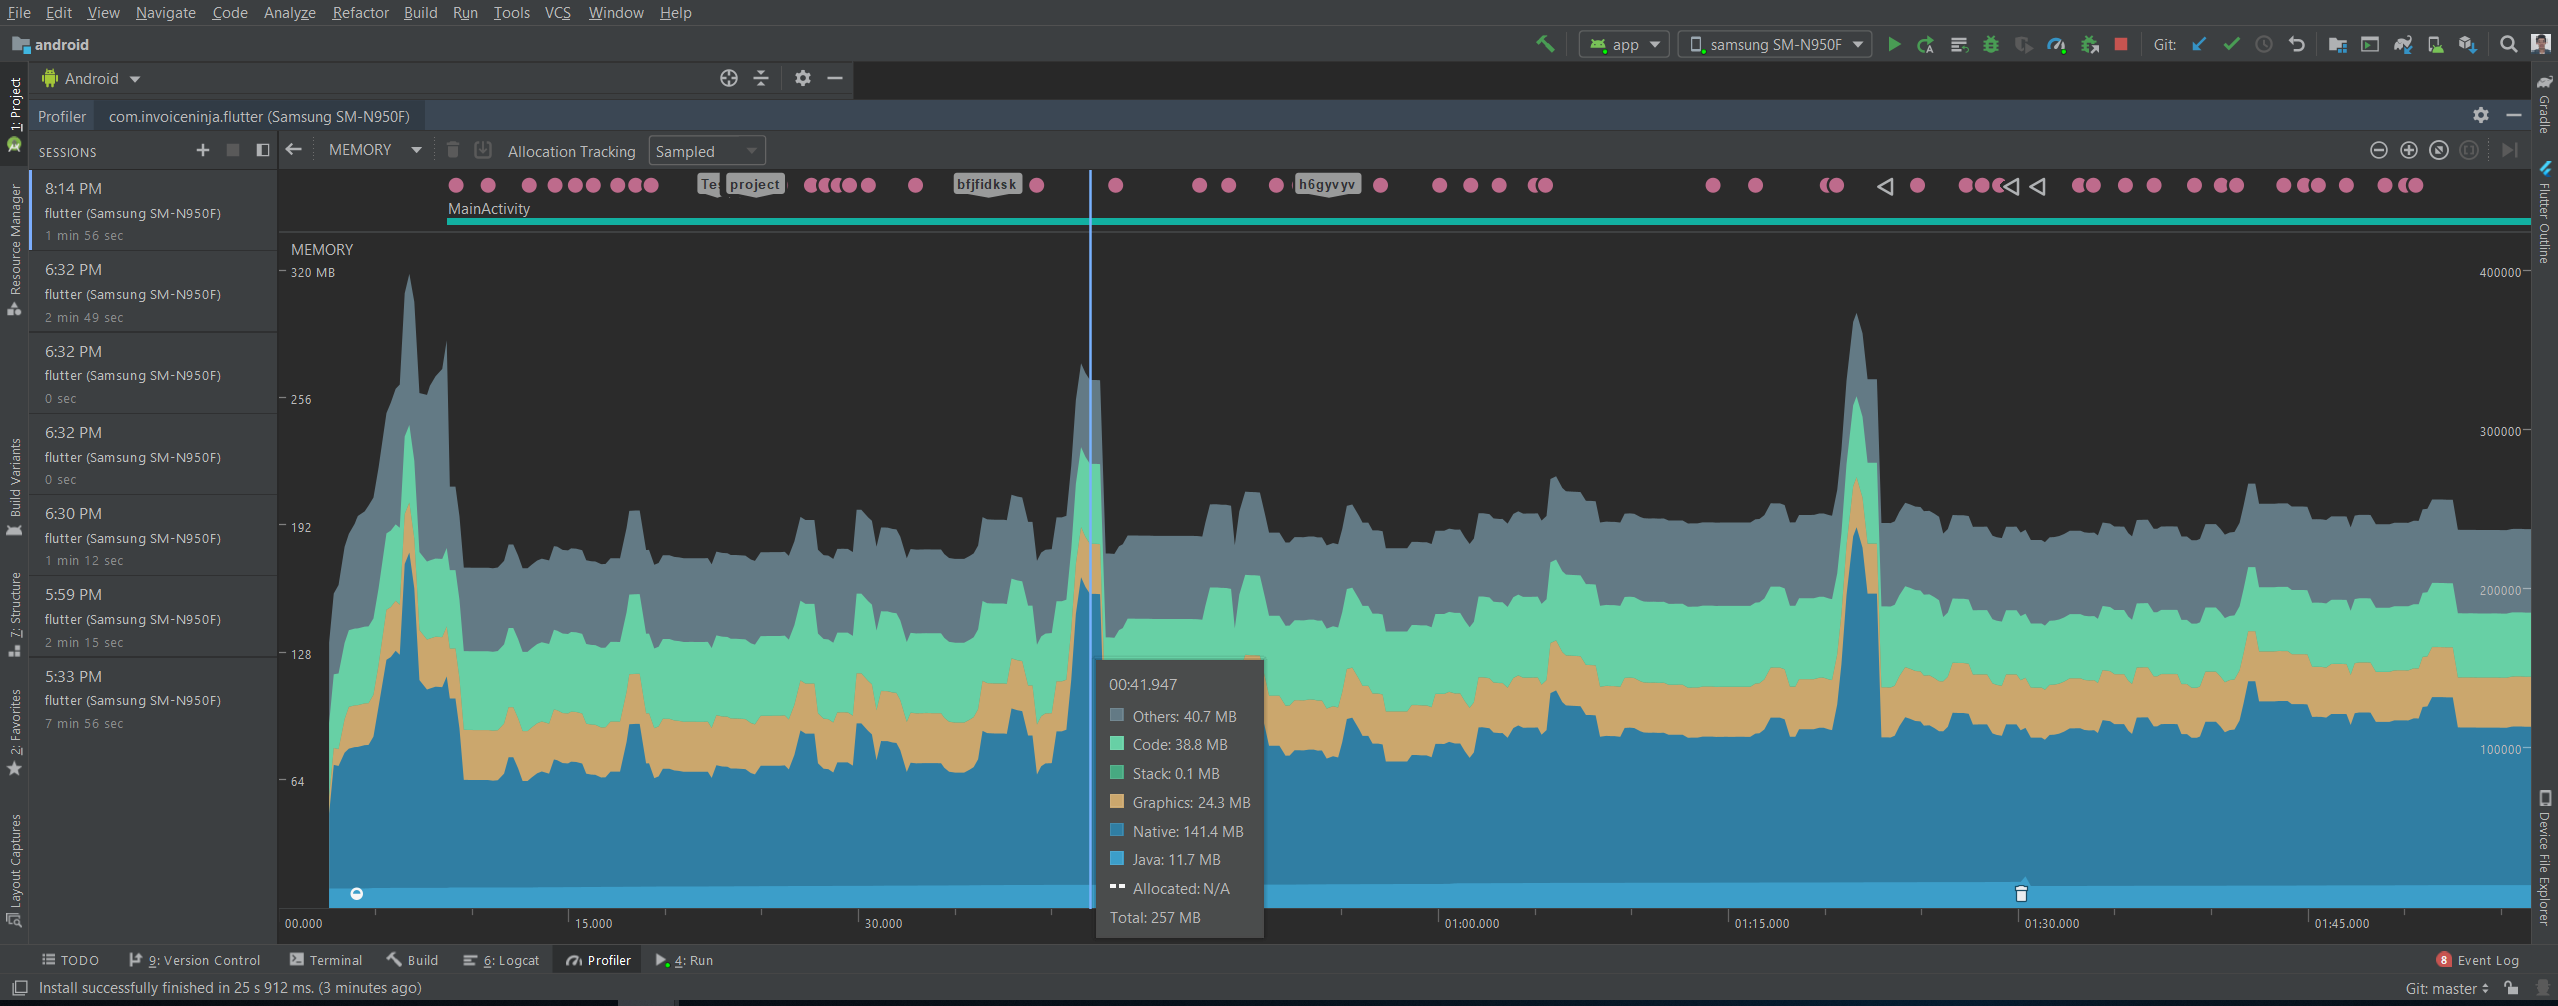 File Edit View Navigate Code Analyze Refactor Build Run Tools VCS Window Help
android
app
samsung SM-N950F
Git:
Android
Profiler com.invoiceninja.flutter (Samsung SM-N950F)
SESSIONS
MEMORY
Allocation Tracking Sampled
8:14 PM
flutter (Samsung SM-N950F)
1 min 56 sec
6:32 PM
flutter (Samsung SM-N950F)
2 min 49 sec
6:32 PM
flutter (Samsung SM-N950F)
0 sec
6:32 PM
flutter (Samsung SM-N950F)
0 sec
6:30 PM
flutter (Samsung SM-N950F)
1 min 12 sec
5:59 PM
flutter (Samsung SM-N950F)
2 min 15 sec
5:33 PM
flutter (Samsung SM-N950F)
7 min 56 sec
1: Project
Resource Manager
Build Variants
7: Structure
2: Favorites
Layout Captures
Tes project bfjfidksk h6gyvyv
MainActivity
MEMORY
320 MB
256
192
128
64
400000
300000
200000
100000
00:41.947
Others: 40.7 MB
Code: 38.8 MB
Stack: 0.1 MB
Graphics: 24.3 MB
Native: 141.4 MB
Java: 11.7 MB
Allocated: N/A
Total: 257 MB
00.000 15.000 30.000 01:00.000 01:15.000 01:30.000 01:45.000
Gradle
Flutter Outline
Device File Explorer
TODO 9: Version Control Terminal Build 6: Logcat Profiler 4: Run
8 Event Log
Install successfully finished in 25 s 912 ms. (3 minutes ago)
Git: master